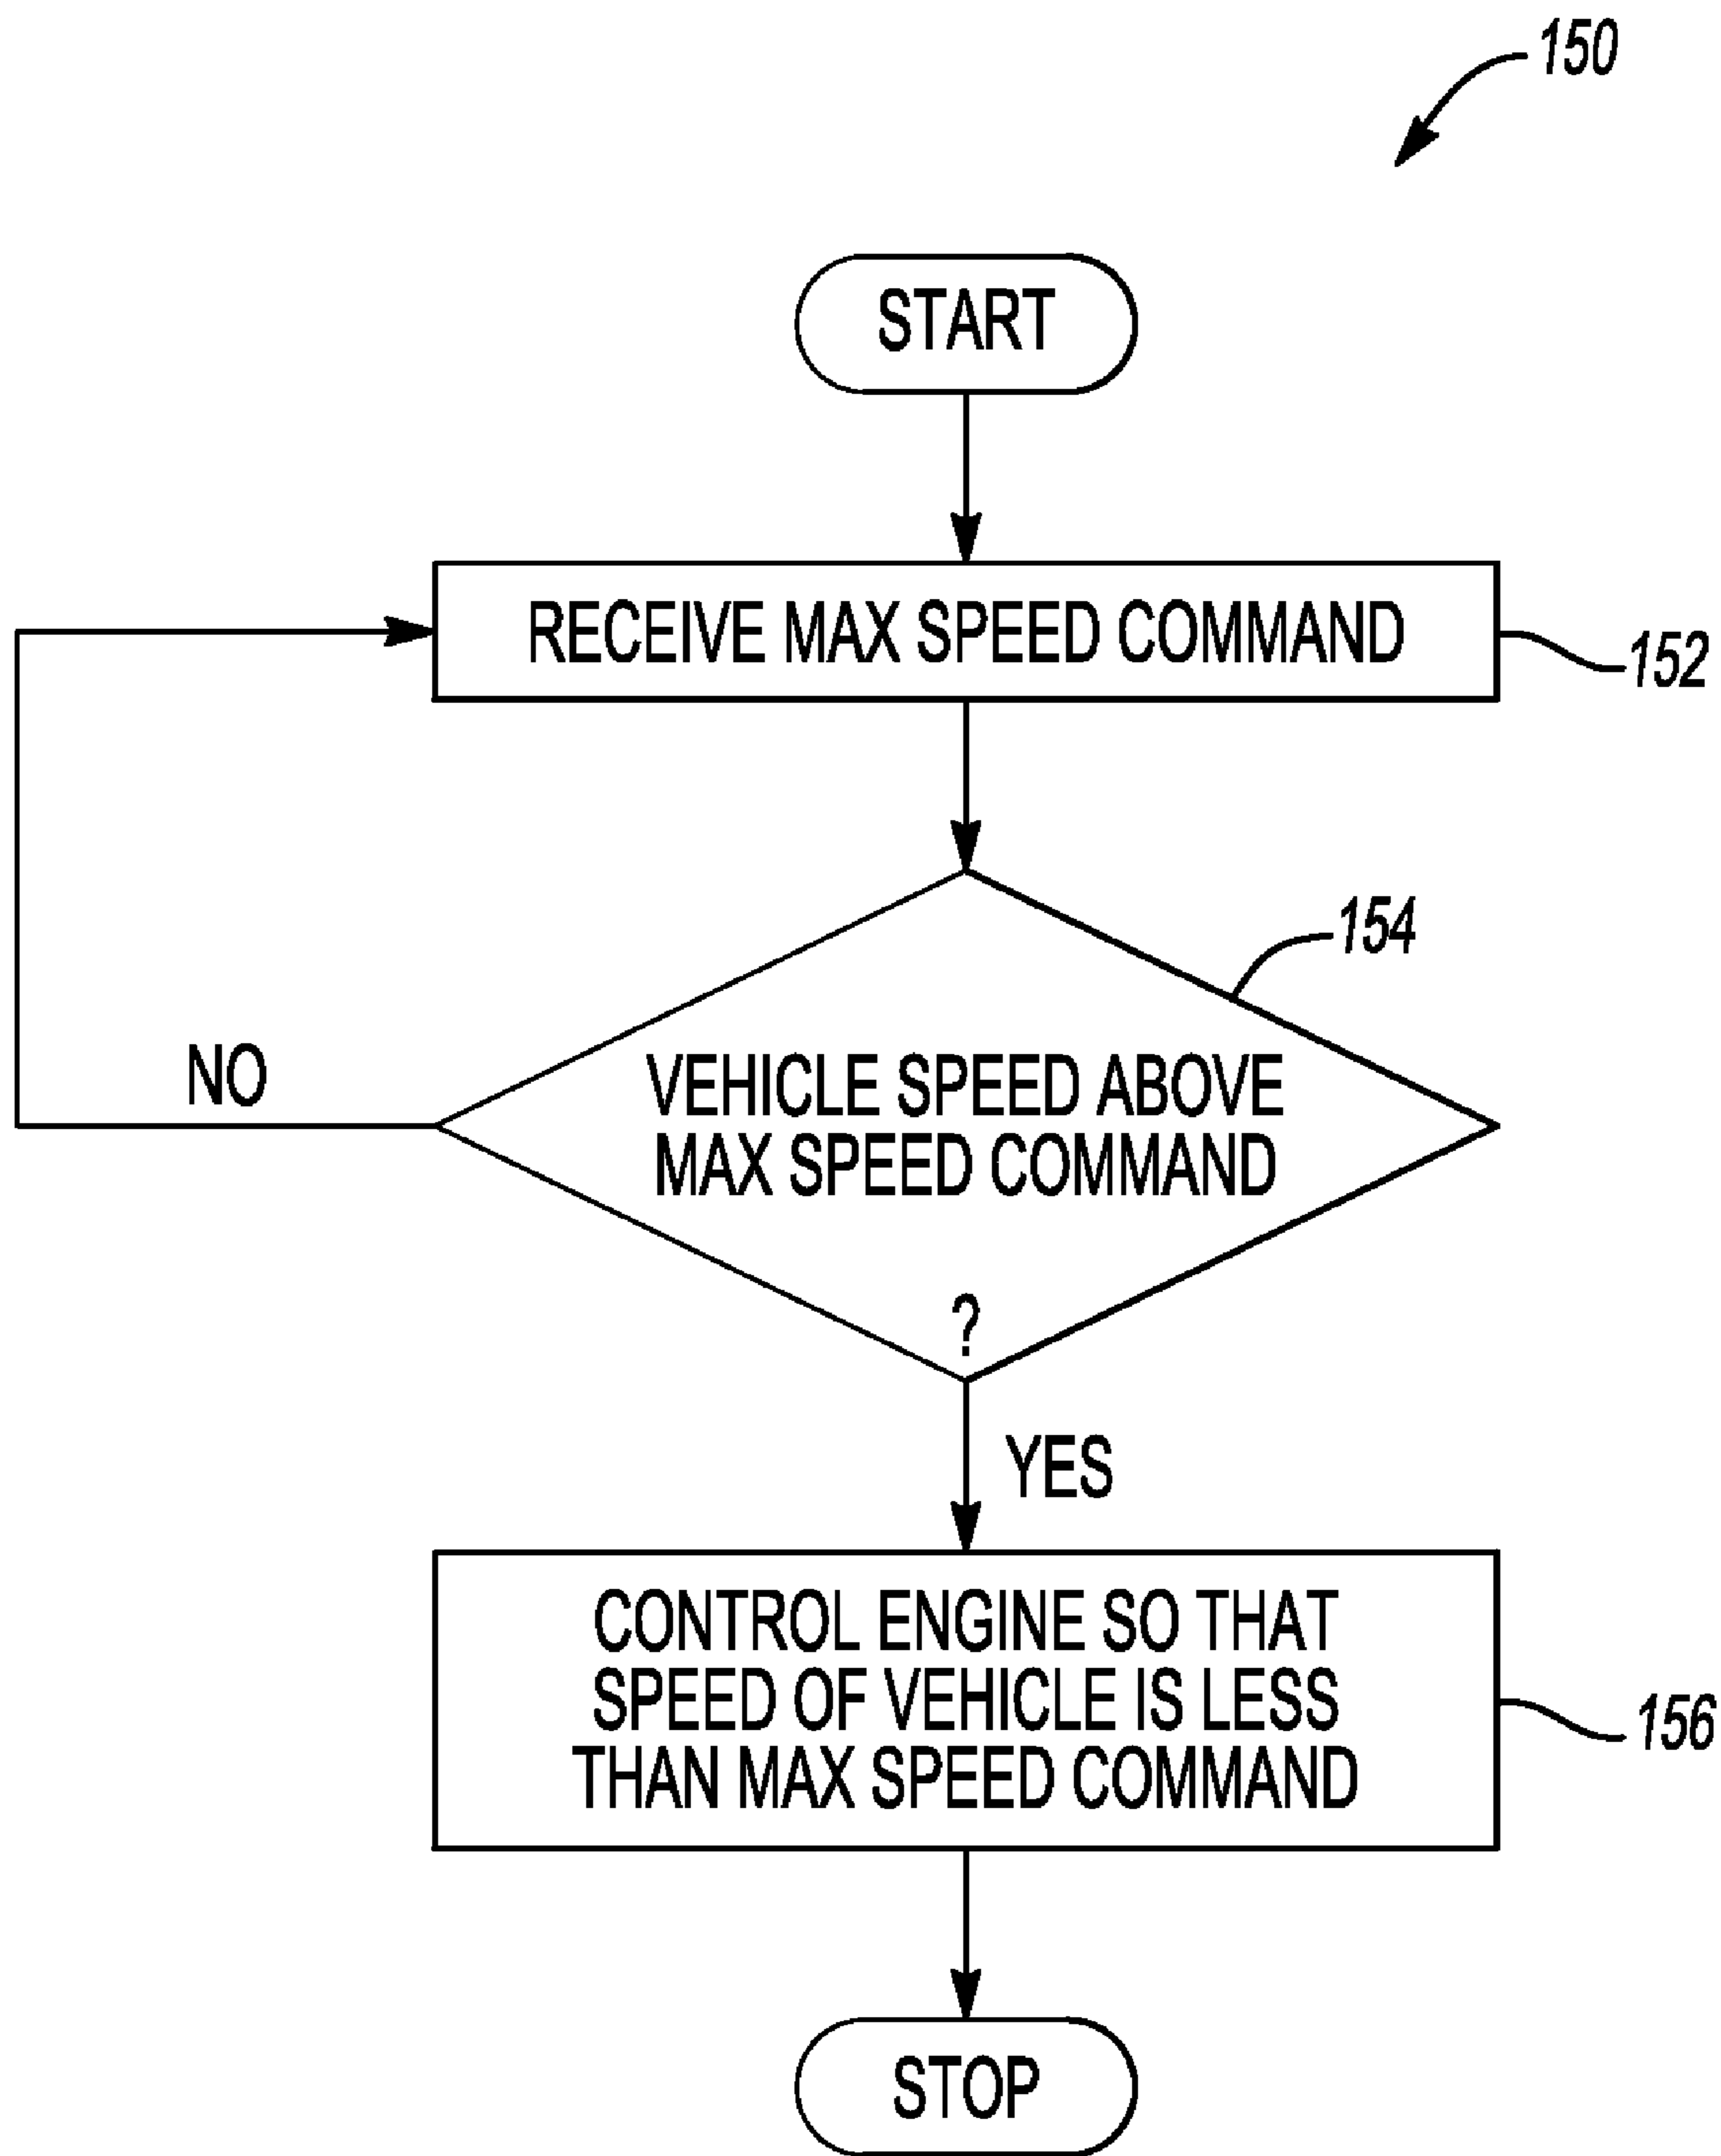 150
START
RECEIVE MAX SPEED COMMAND
152
154
VEHICLE SPEED ABOVE
MAX SPEED COMMAND
?
NO
YES
CONTROL ENGINE SO THAT
SPEED OF VEHICLE IS LESS
THAN MAX SPEED COMMAND
156
STOP